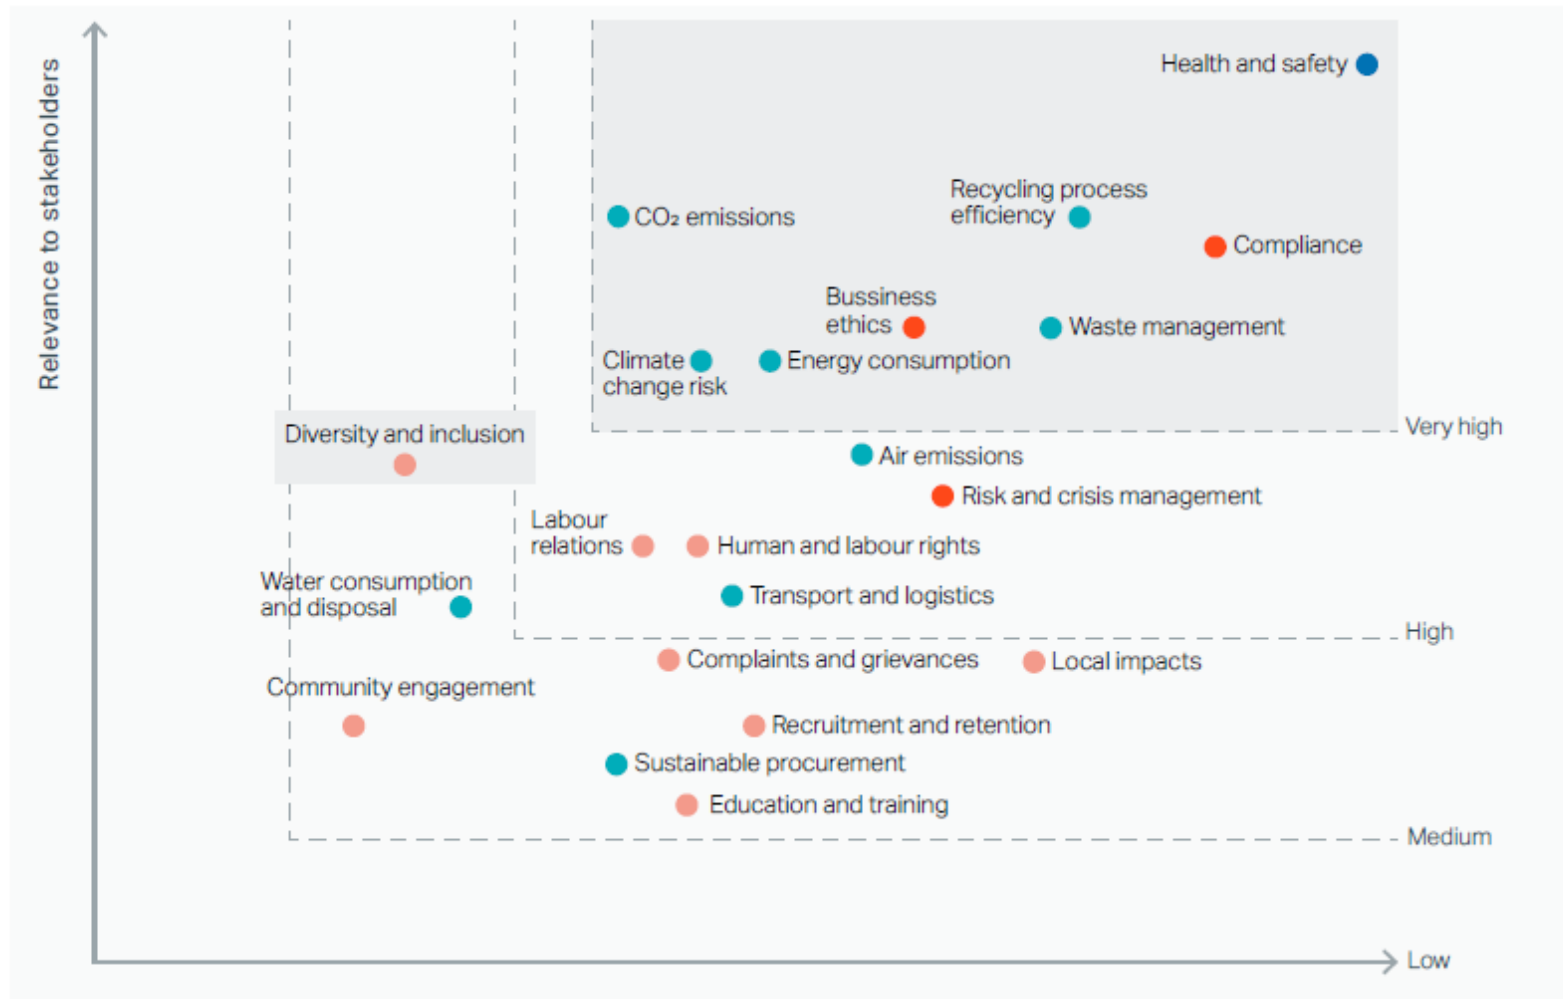 Relevance to stakeholders
Health and safety
Recycling process
efficiency
CO₂ emissions
Compliance
Bussiness
ethics
Waste management
Climate
change risk
Energy consumption
Very high
Diversity and inclusion
Air emissions
Risk and crisis management
Labour
relations
Human and labour rights
Water consumption
and disposal
Transport and logistics
High
Complaints and grievances
Local impacts
Community engagement
Recruitment and retention
Sustainable procurement
Education and training
Medium
Low